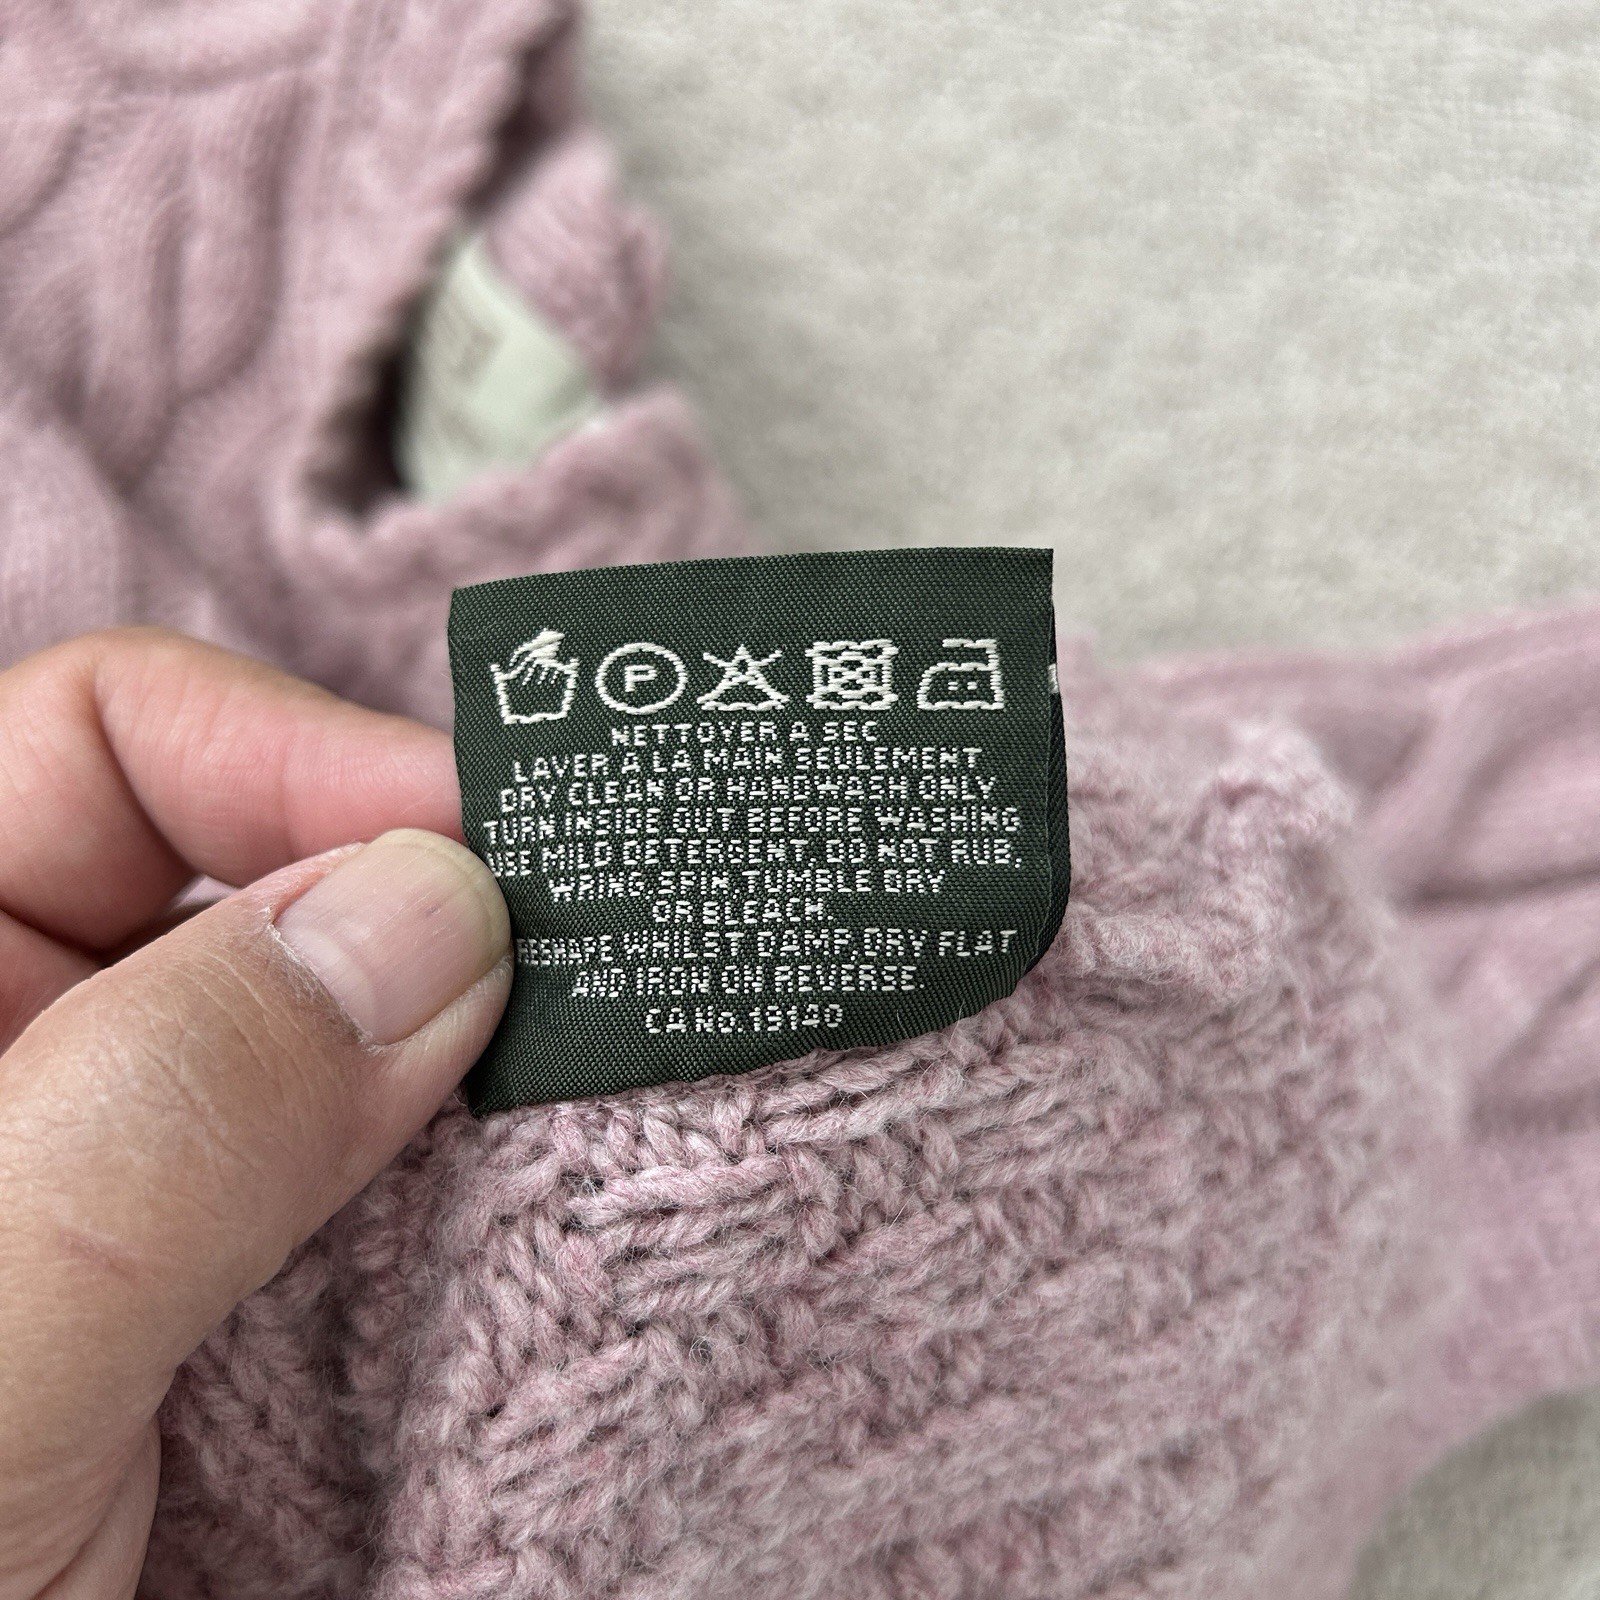 P
NETTOYER A SEC
LAVER A LA MAIN SEULEMENT
DRY CLEAN OR HANDWASH ONLY
TURN INSIDE OUT BEFORE WASHING
USE MILD DETERGENT, DO NOT RUB,
WRING, SPIN, TUMBLE DRY
OR BLEACH.
RESHAPE WHILST DAMP, DRY FLAT
AND IRON ON REVERSE.
CA NO. 19140